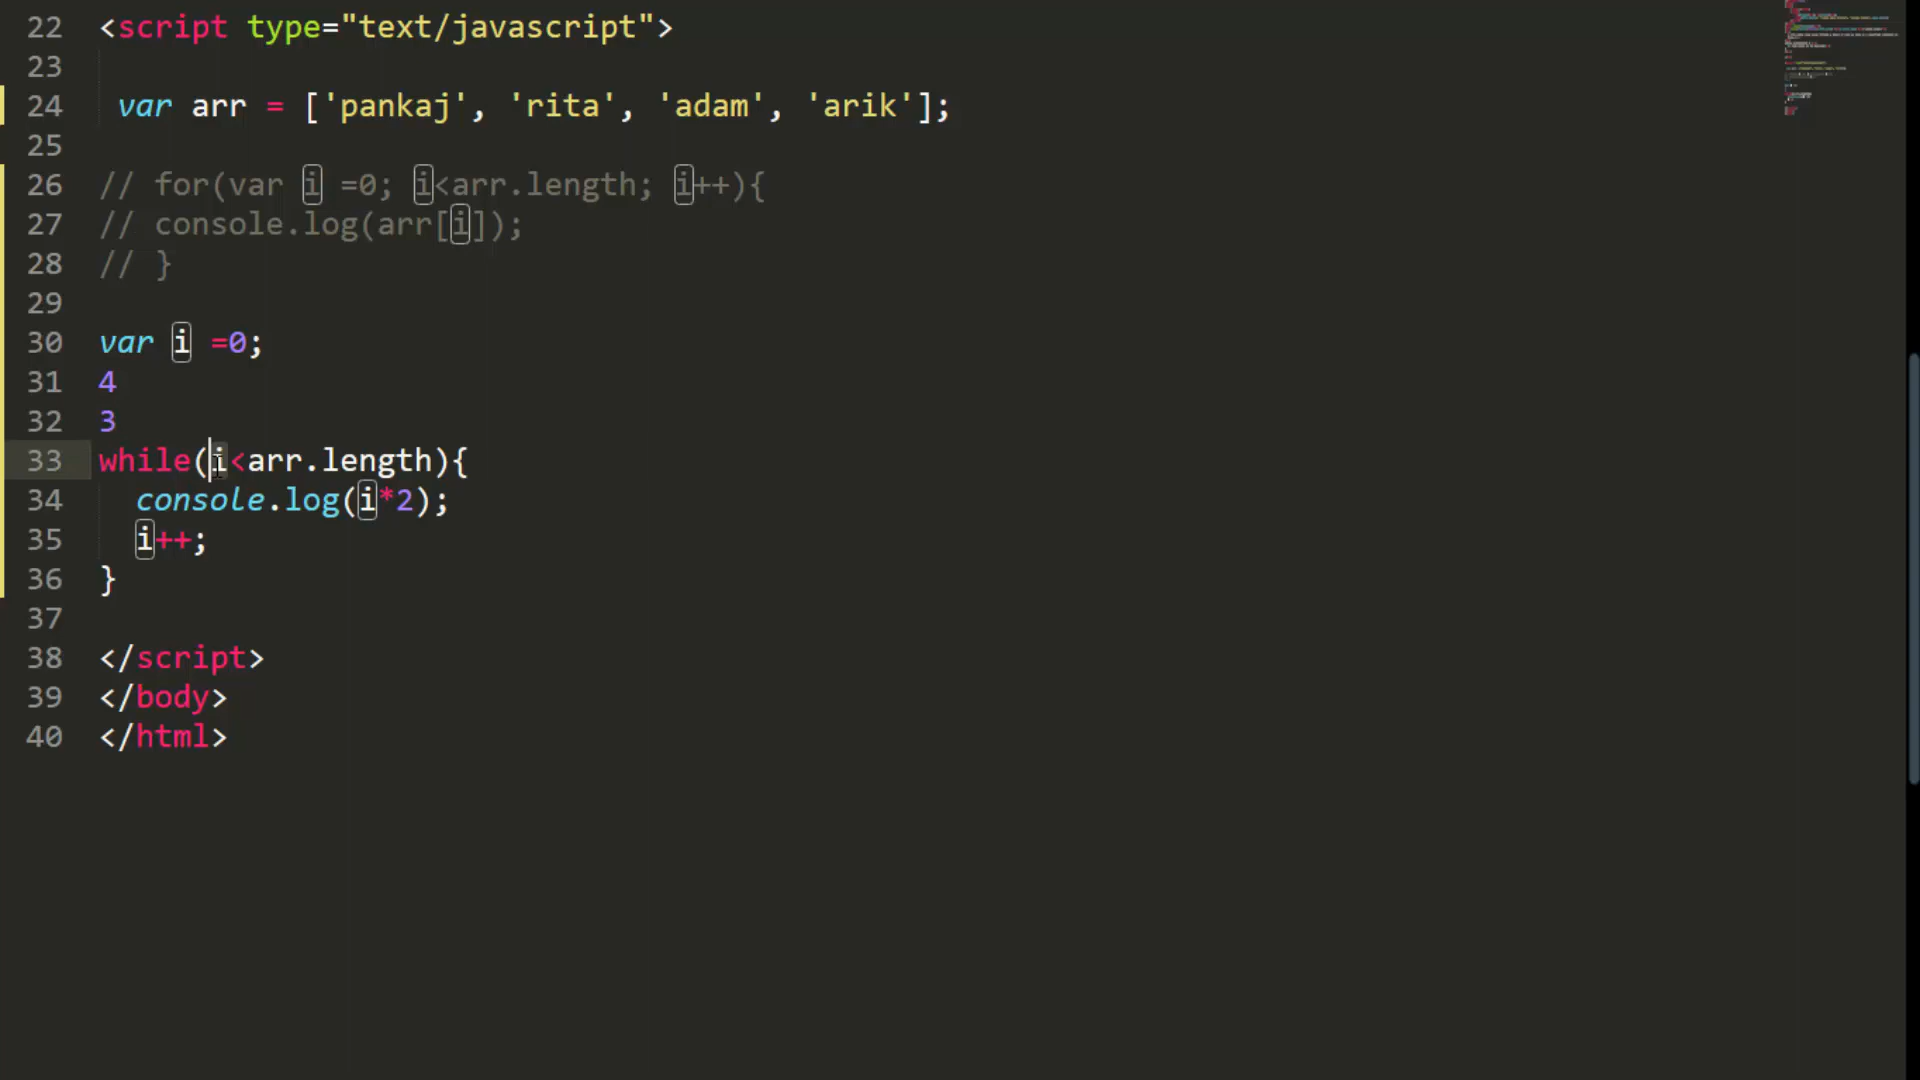 22 <script type="text/javascript">
23
24 var arr = ['pankaj', 'rita', 'adam', 'arik'];
25
26 // for(var i =0; i<arr.length; i++){
27 // console.log(arr[i]);
28 // }
29
30 var i =0;
31 4
32 3
33 while(i<arr.length){
34 console.log(i*2);
35 i++;
36 }
37
38 </script>
39 </body>
40 </html>